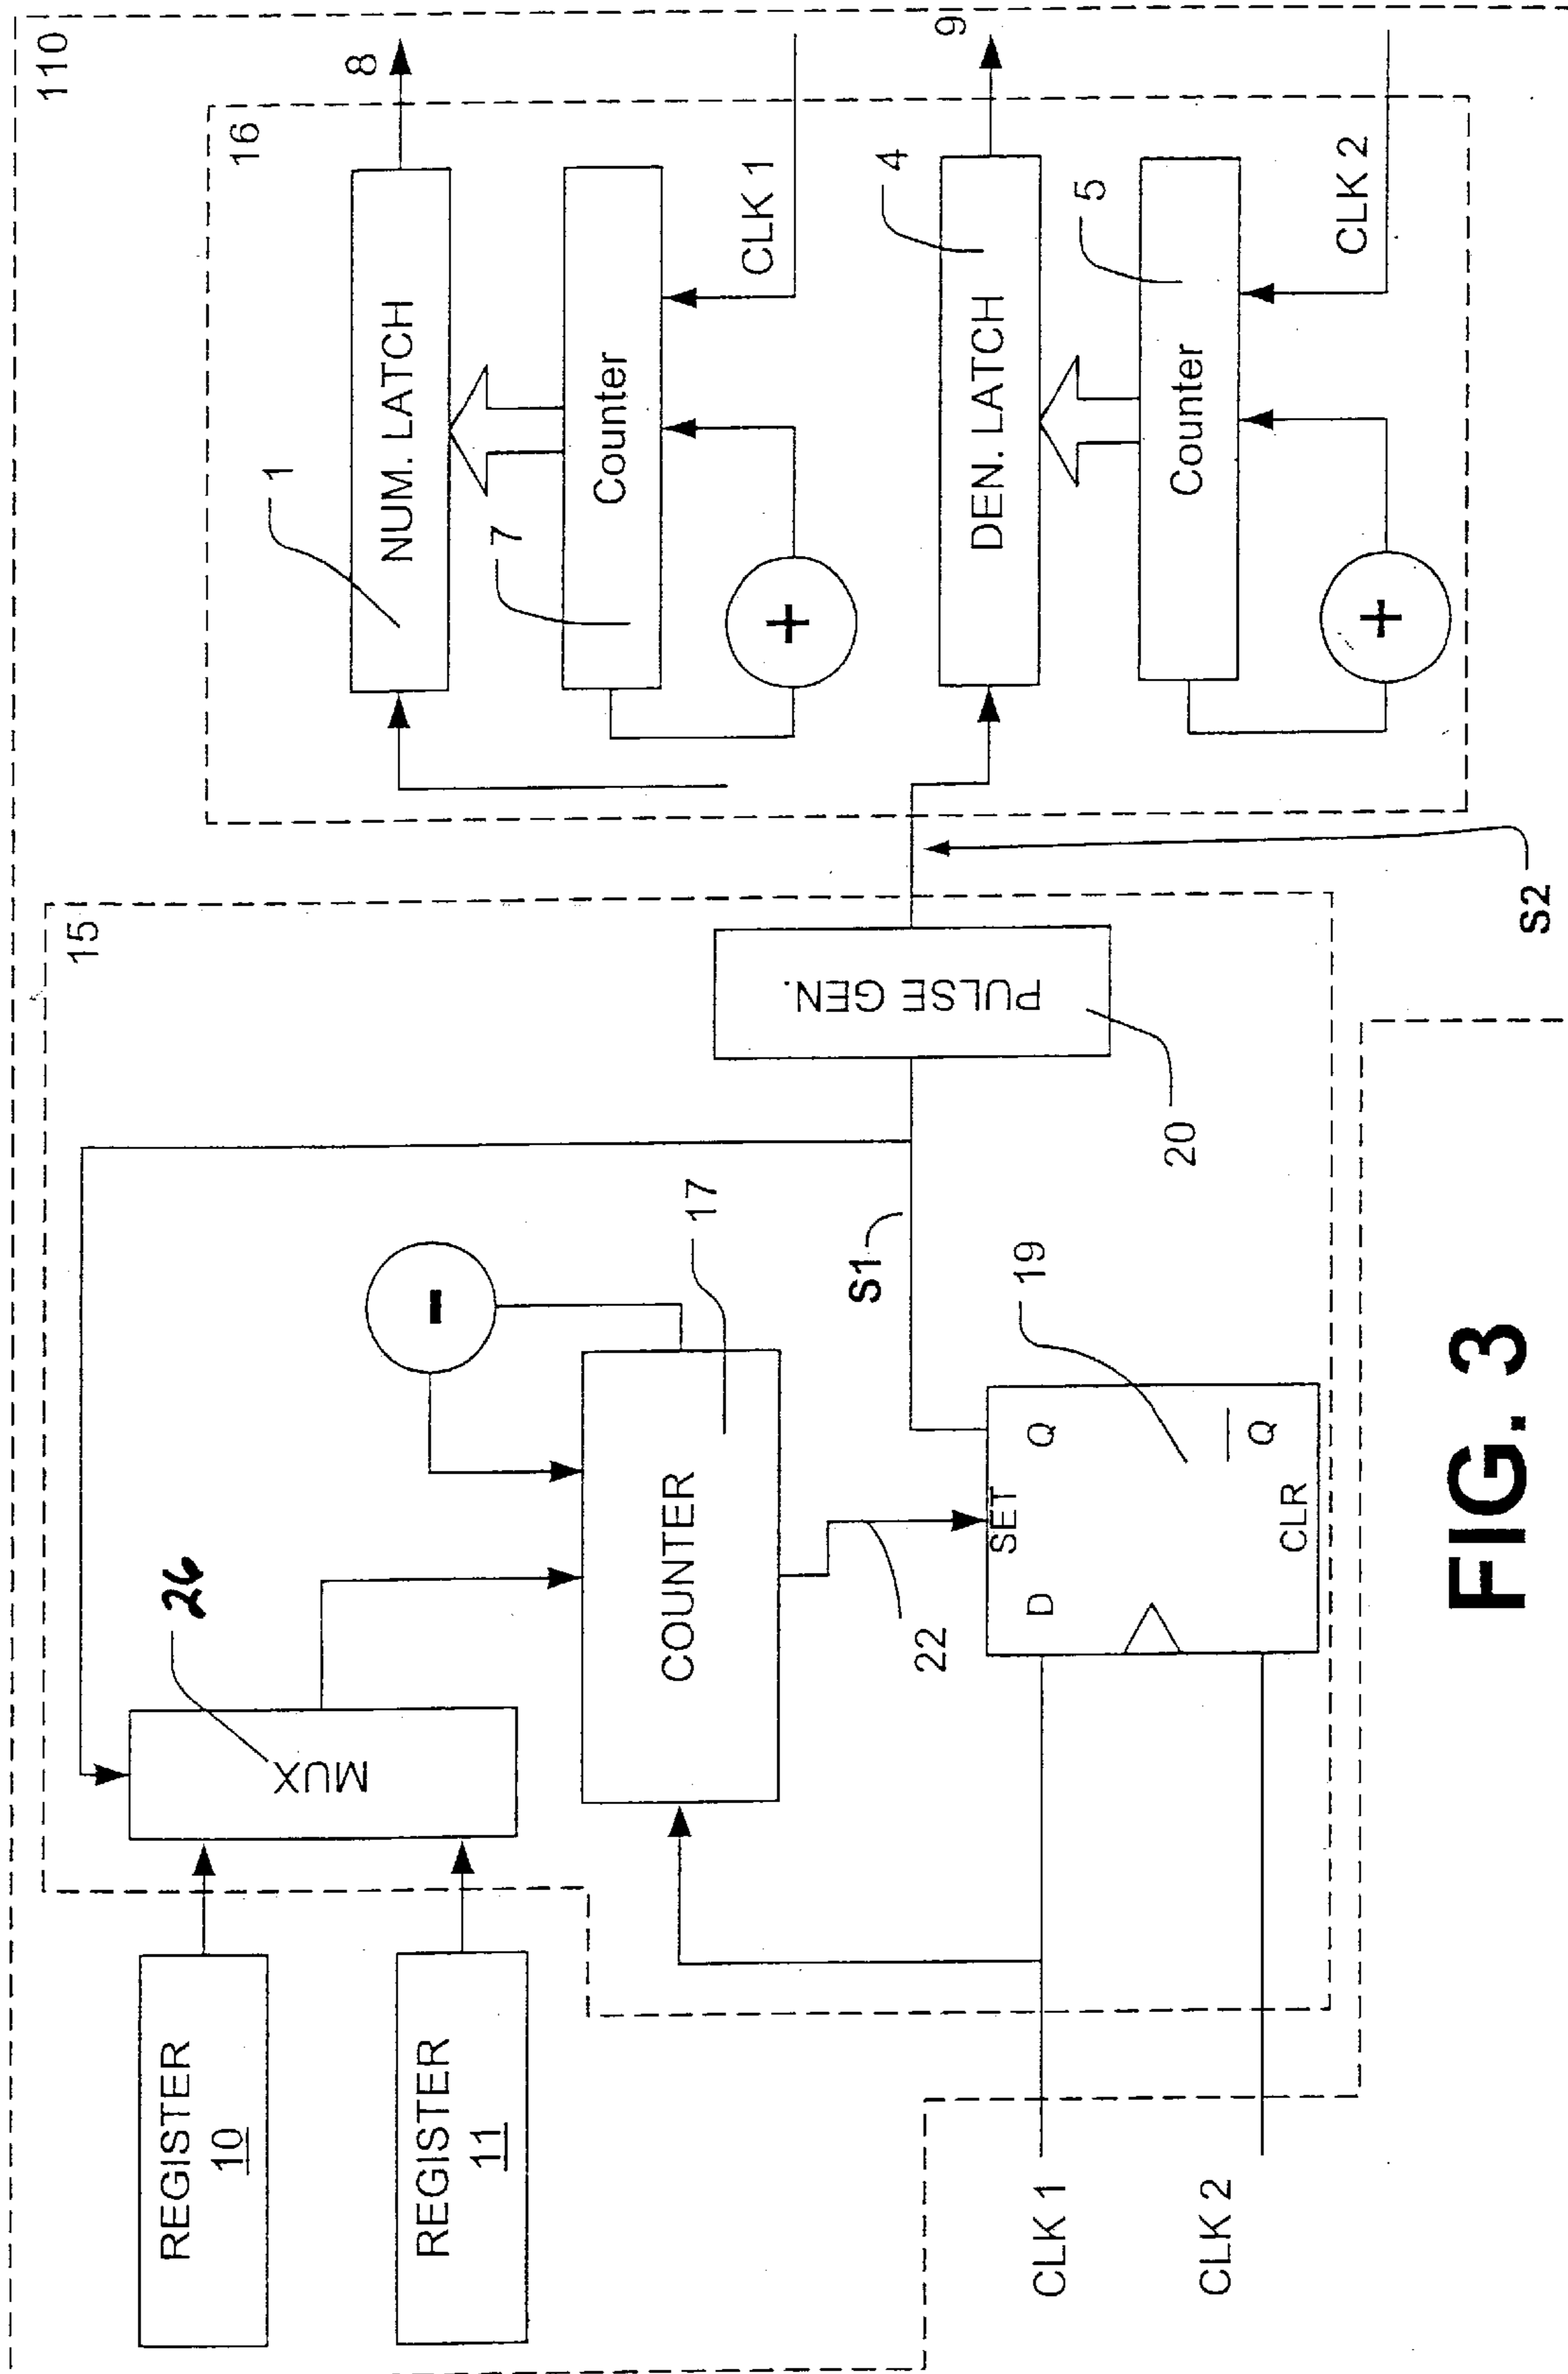 110
16
8
1
NUM. LATCH
7
Counter
CLK 1
9
4
DEN. LATCH
5
Counter
CLK 2
+
+
15
PULSE GEN.
20
S2
REGISTER
10
REGISTER
11
MUX
26
COUNTER
17
-
S1
22
19
D
SET
Q
Q
CLR
CLK 1
CLK 2
FIG. 3